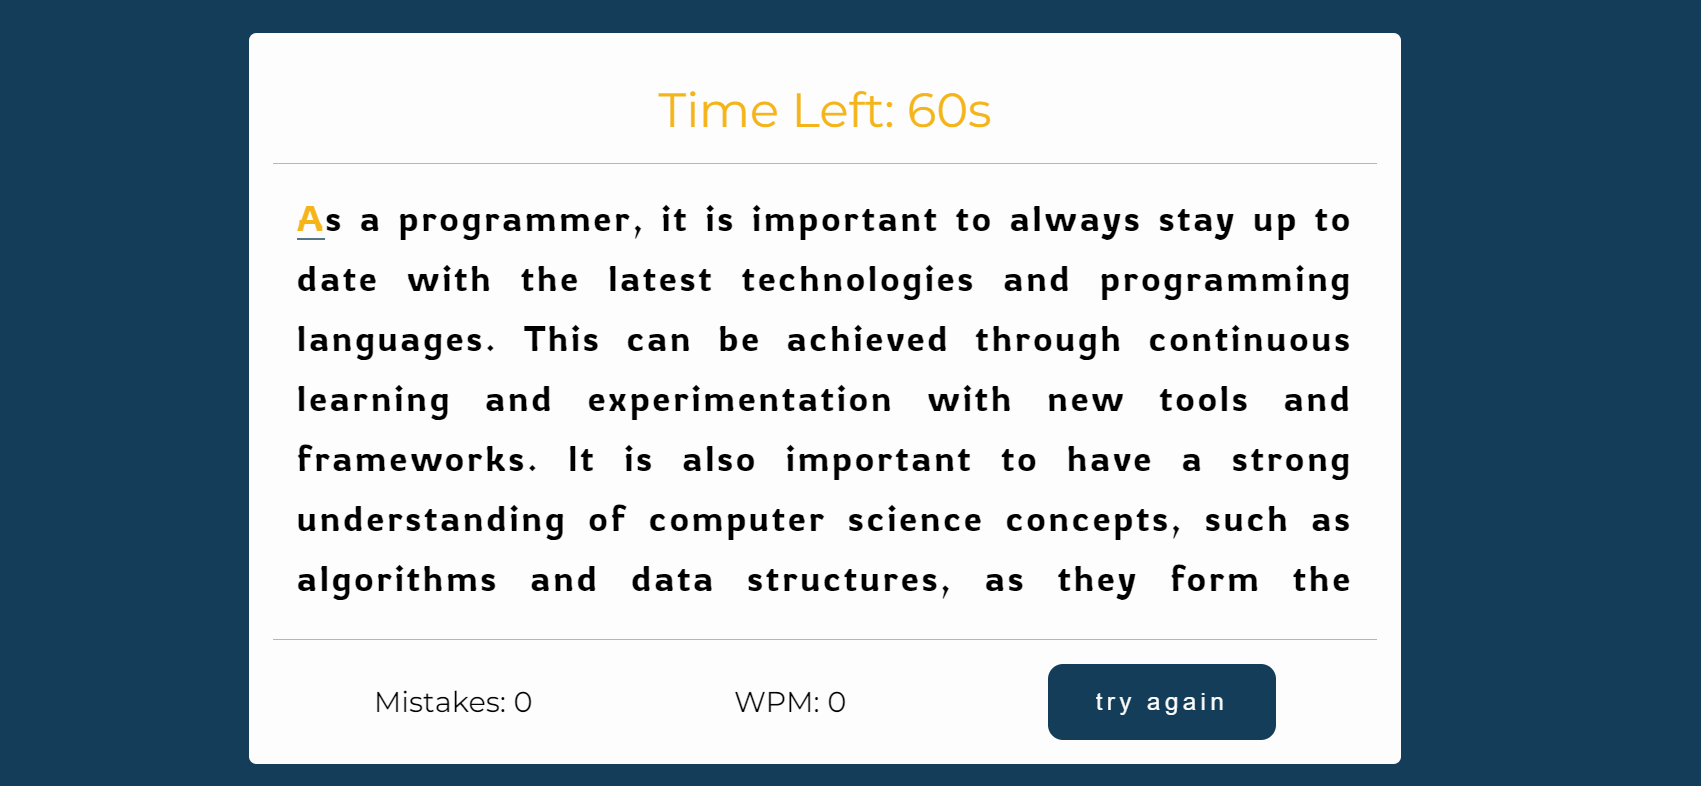 Time Left: 60s
As a programmer, it is important to always stay up to
date with the latest technologies and programming
languages. This can be achieved through continuous
learning and experimentation with new tools and
frameworks. It is also important to have a strong
understanding of computer science concepts, such as
algorithms and data structures, as they form the
Mistakes: 0
WPM: 0
try again